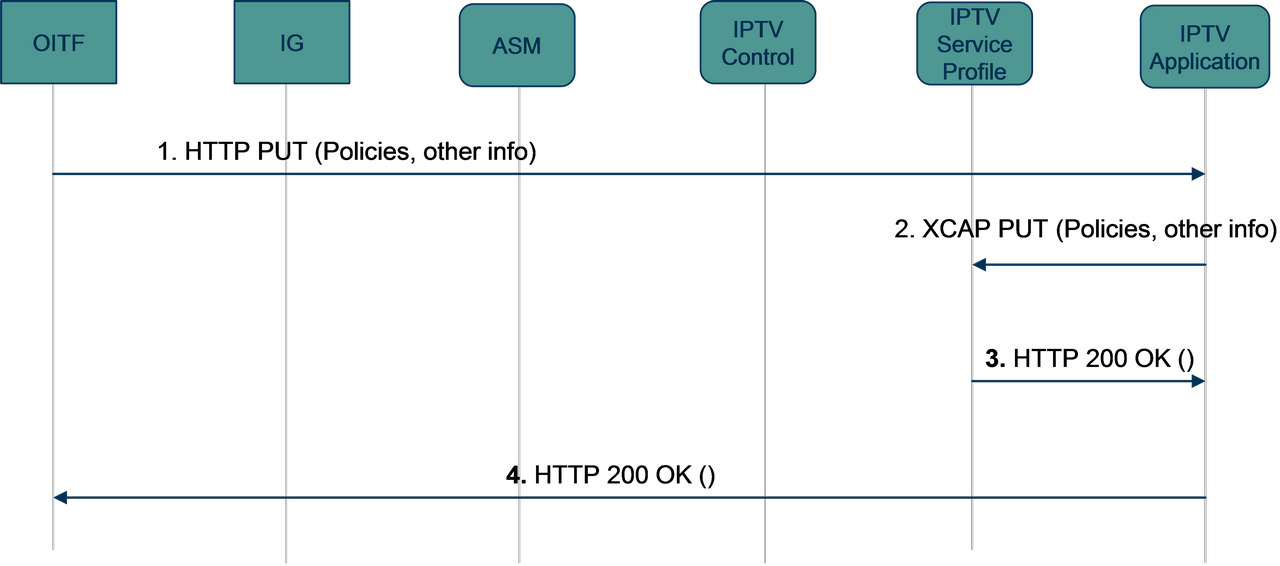 OITF
IG
ASM
IPTV
Control
IPTV
Service
Profile
IPTV
Application
1. HTTP PUT (Policies, other info)
2. XCAP PUT (Policies, other info)
3. HTTP 200 OK ()
4. HTTP 200 OK ()